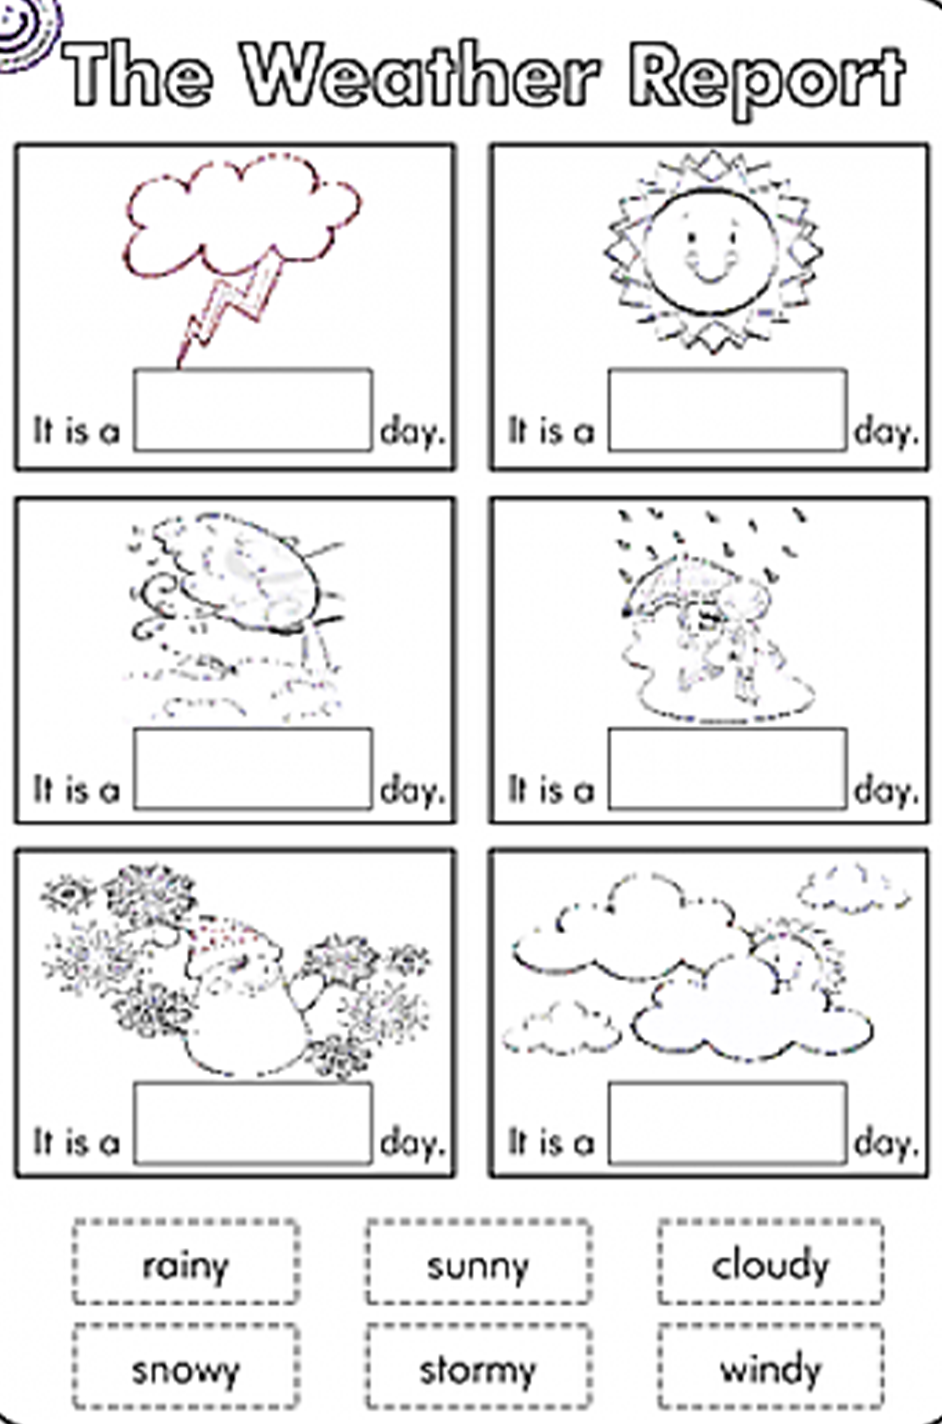 The Weather Report
It is a day.
It is a day.
It is a day.
It is a day.
It is a day.
It is a day.
rainy
sunny
cloudy
snowy
stormy
windy